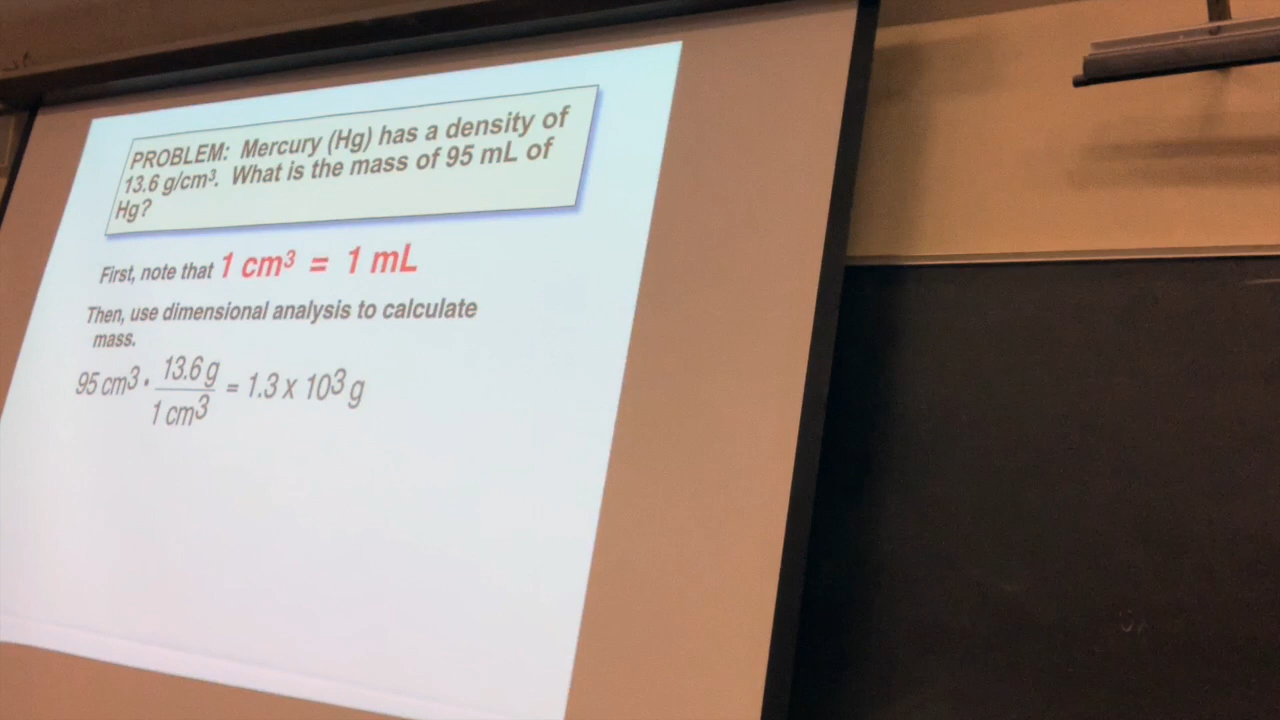 PROBLEM: Mercury (Hg) has a density of
13.6 g/cm³. What is the mass of 95 mL of
Hg?
First, note that 1 cm³ = 1 mL
Then, use dimensional analysis to calculate
mass.
95 cm³ • 13.6 g / 1 cm³ = 1.3 x 10³ g